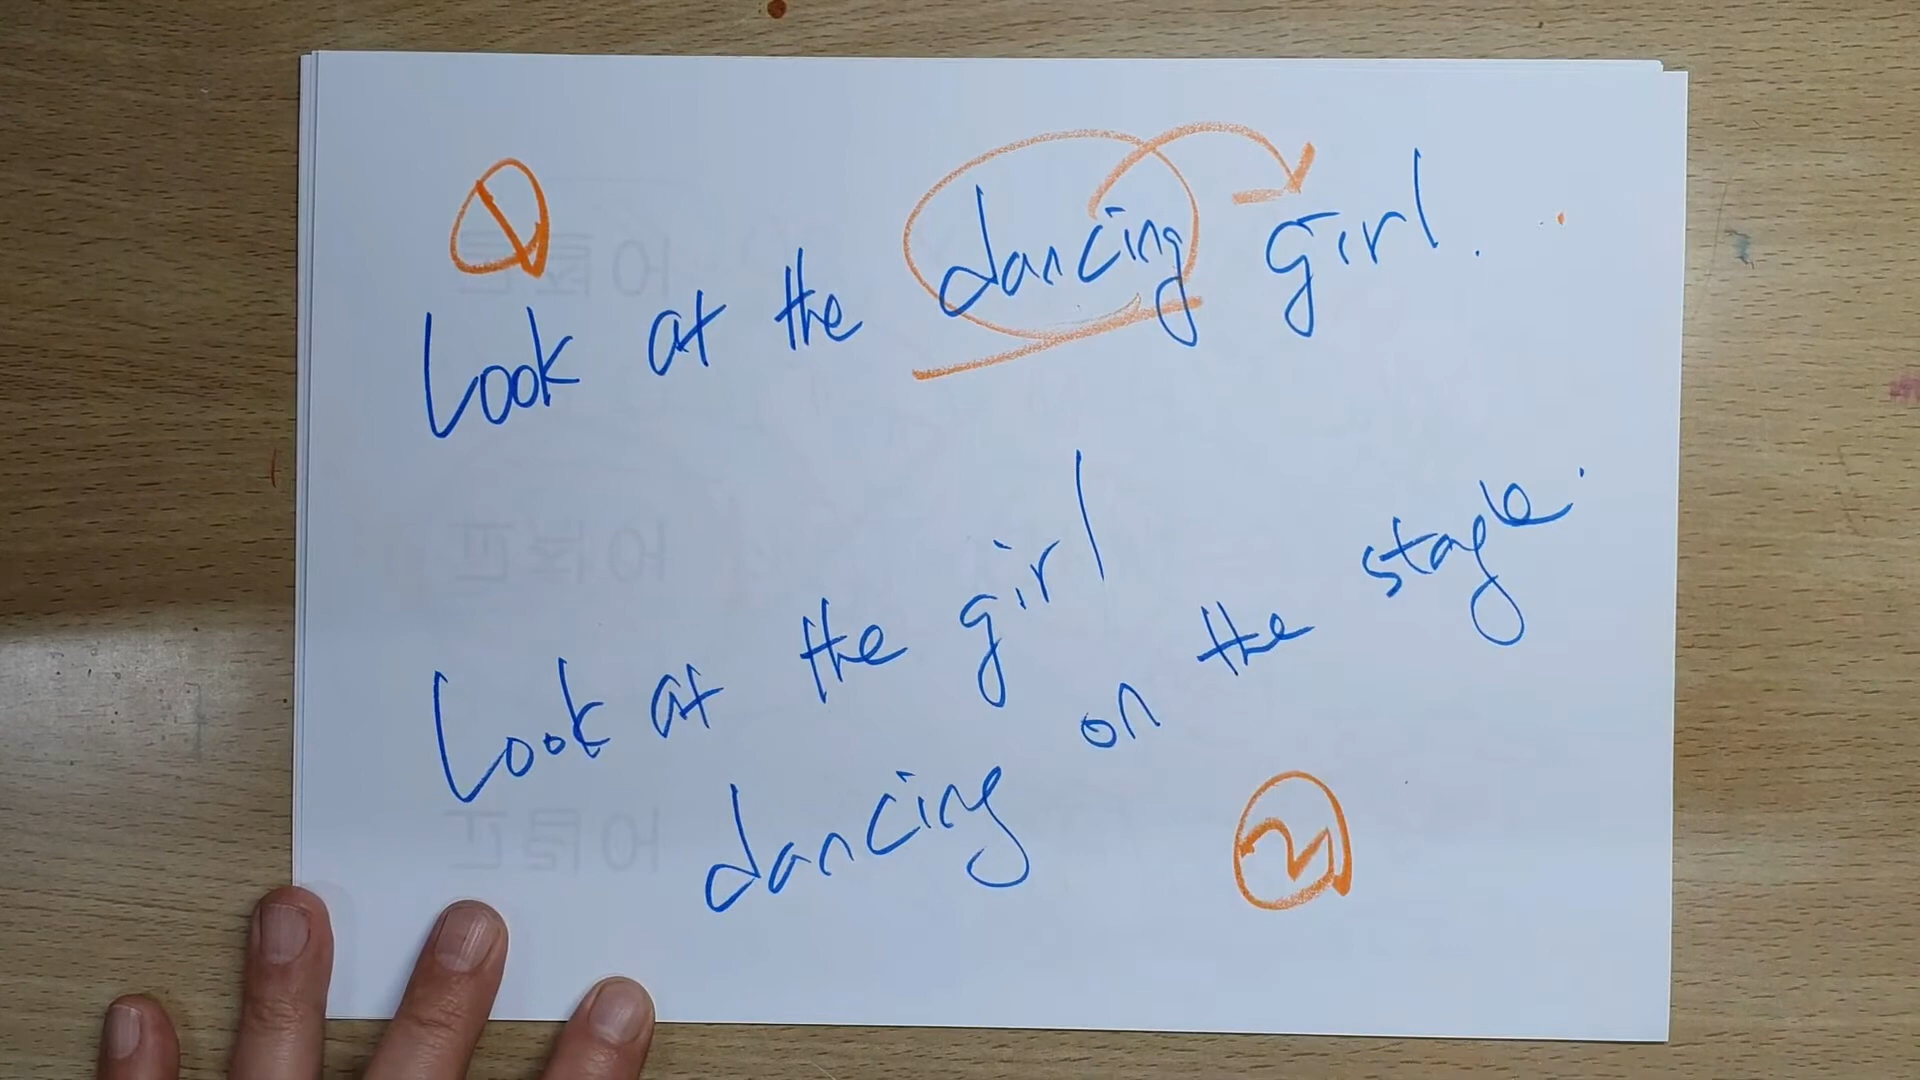 ①
Look at the dancing girl.
Look at the girl
dancing on the stage.
②